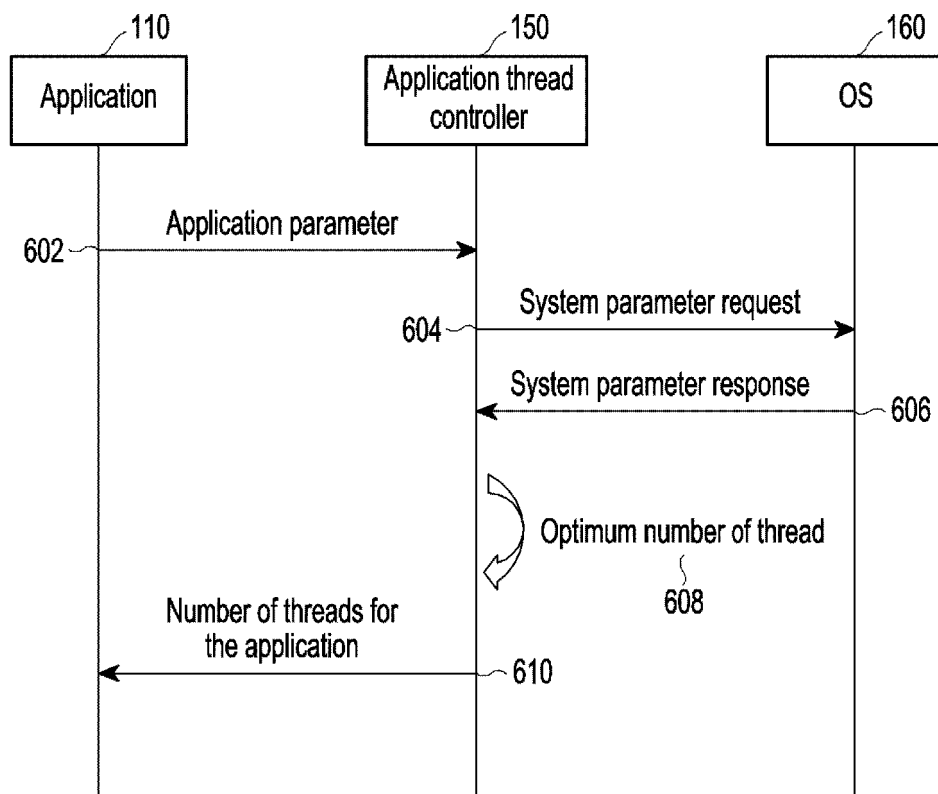 110
150
160
Application
Application thread
controller
OS
Application parameter
602
System parameter request
604
System parameter response
606
Optimum number of thread
608
Number of threads for
the application
610